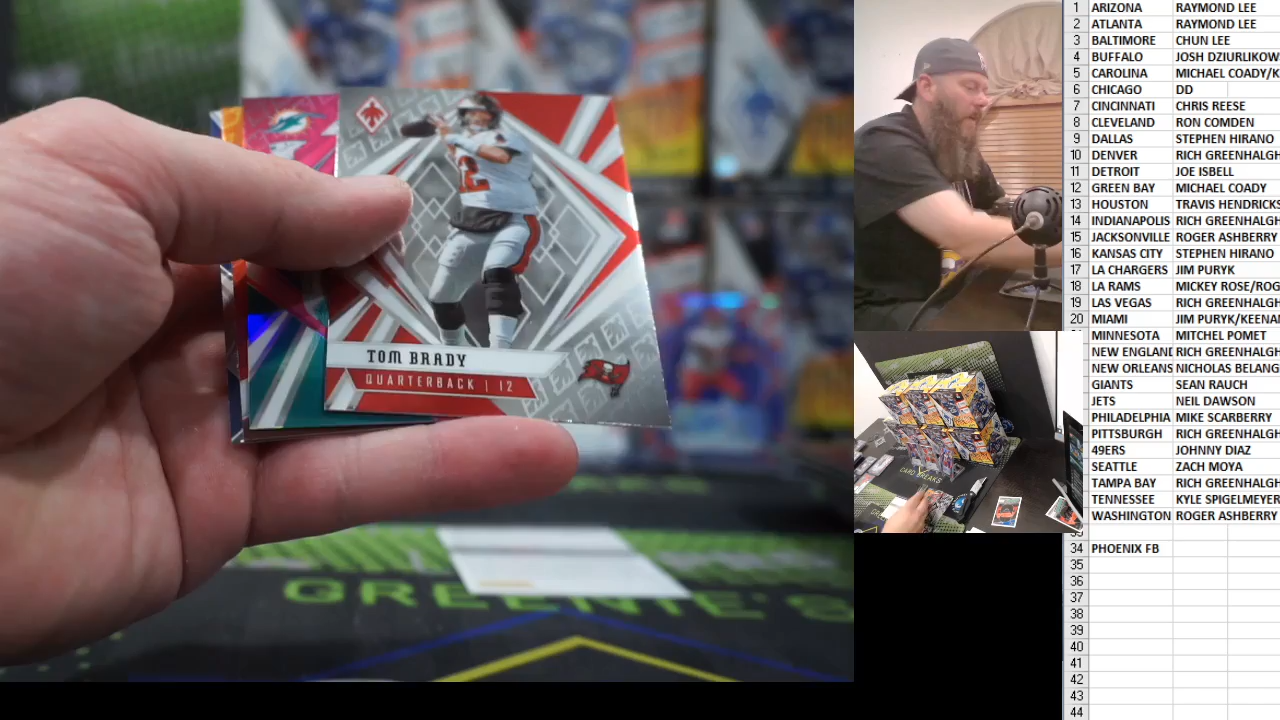 TOM BRADY
QUARTERBACK | 12
GREENIE'S
CARD BREAKS
1 ARIZONA RAYMOND LEE
2 ATLANTA RAYMOND LEE
3 BALTIMORE CHUN LEE
4 BUFFALO JOSH DZIURLIKOW
5 CAROLINA MICHAEL COADY/K
6 CHICAGO DD
7 CINCINNATI CHRIS REESE
8 CLEVELAND RON COMDEN
9 DALLAS STEPHEN HIRANO
10 DENVER RICH GREENHALGH
11 DETROIT JOE ISBELL
12 GREEN BAY MICHAEL COADY
13 HOUSTON TRAVIS HENDRICKS
14 INDIANAPOLIS RICH GREENHALGH
15 JACKSONVILLE ROGER ASHBERRY
16 KANSAS CITY STEPHEN HIRANO
17 LA CHARGERS JIM PURYK
18 LA RAMS MICKEY ROSE/ROG
19 LAS VEGAS RICH GREENHALGH
20 MIAMI JIM PURYK/KEENAN
MINNESOTA MITCHEL POMET
NEW ENGLAND RICH GREENHALGH
NEW ORLEANS NICHOLAS BELANG
GIANTS SEAN RAUCH
JETS NEIL DAWSON
PHILADELPHIA MIKE SCARBERRY
PITTSBURGH RICH GREENHALGH
49ERS JOHNNY DIAZ
SEATTLE ZACH MOYA
TAMPA BAY RICH GREENHALGH
TENNESSEE KYLE SPIGELMEYER
WASHINGTON ROGER ASHBERRY
33
34 PHOENIX FB
35
36
37
38
39
40
41
42
43
44